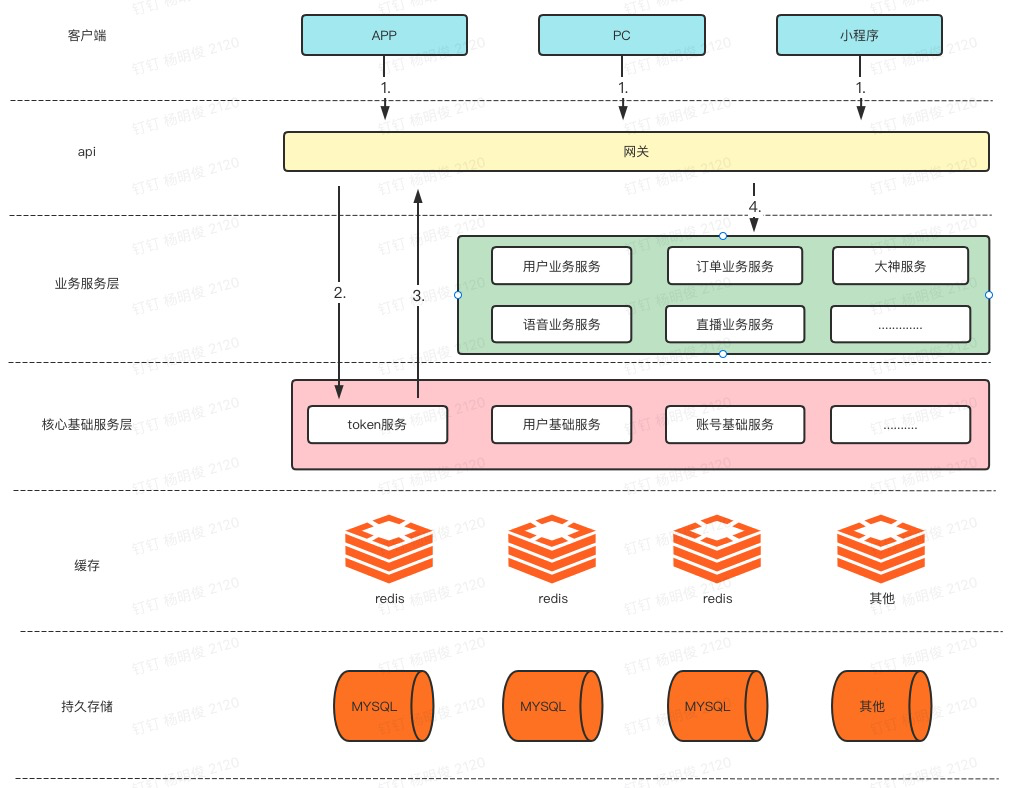 客户端
APP
PC
小程序
1.
1.
1.
api
网关
4.
业务服务层
用户业务服务
订单业务服务
大神服务
2.
3.
语音业务服务
直播业务服务
.............
核心基础服务层
token服务
用户基础服务
账号基础服务
..........
缓存
redis
redis
redis
其他
持久存储
MYSQL
MYSQL
MYSQL
其他
钉钉 杨明俊 2120